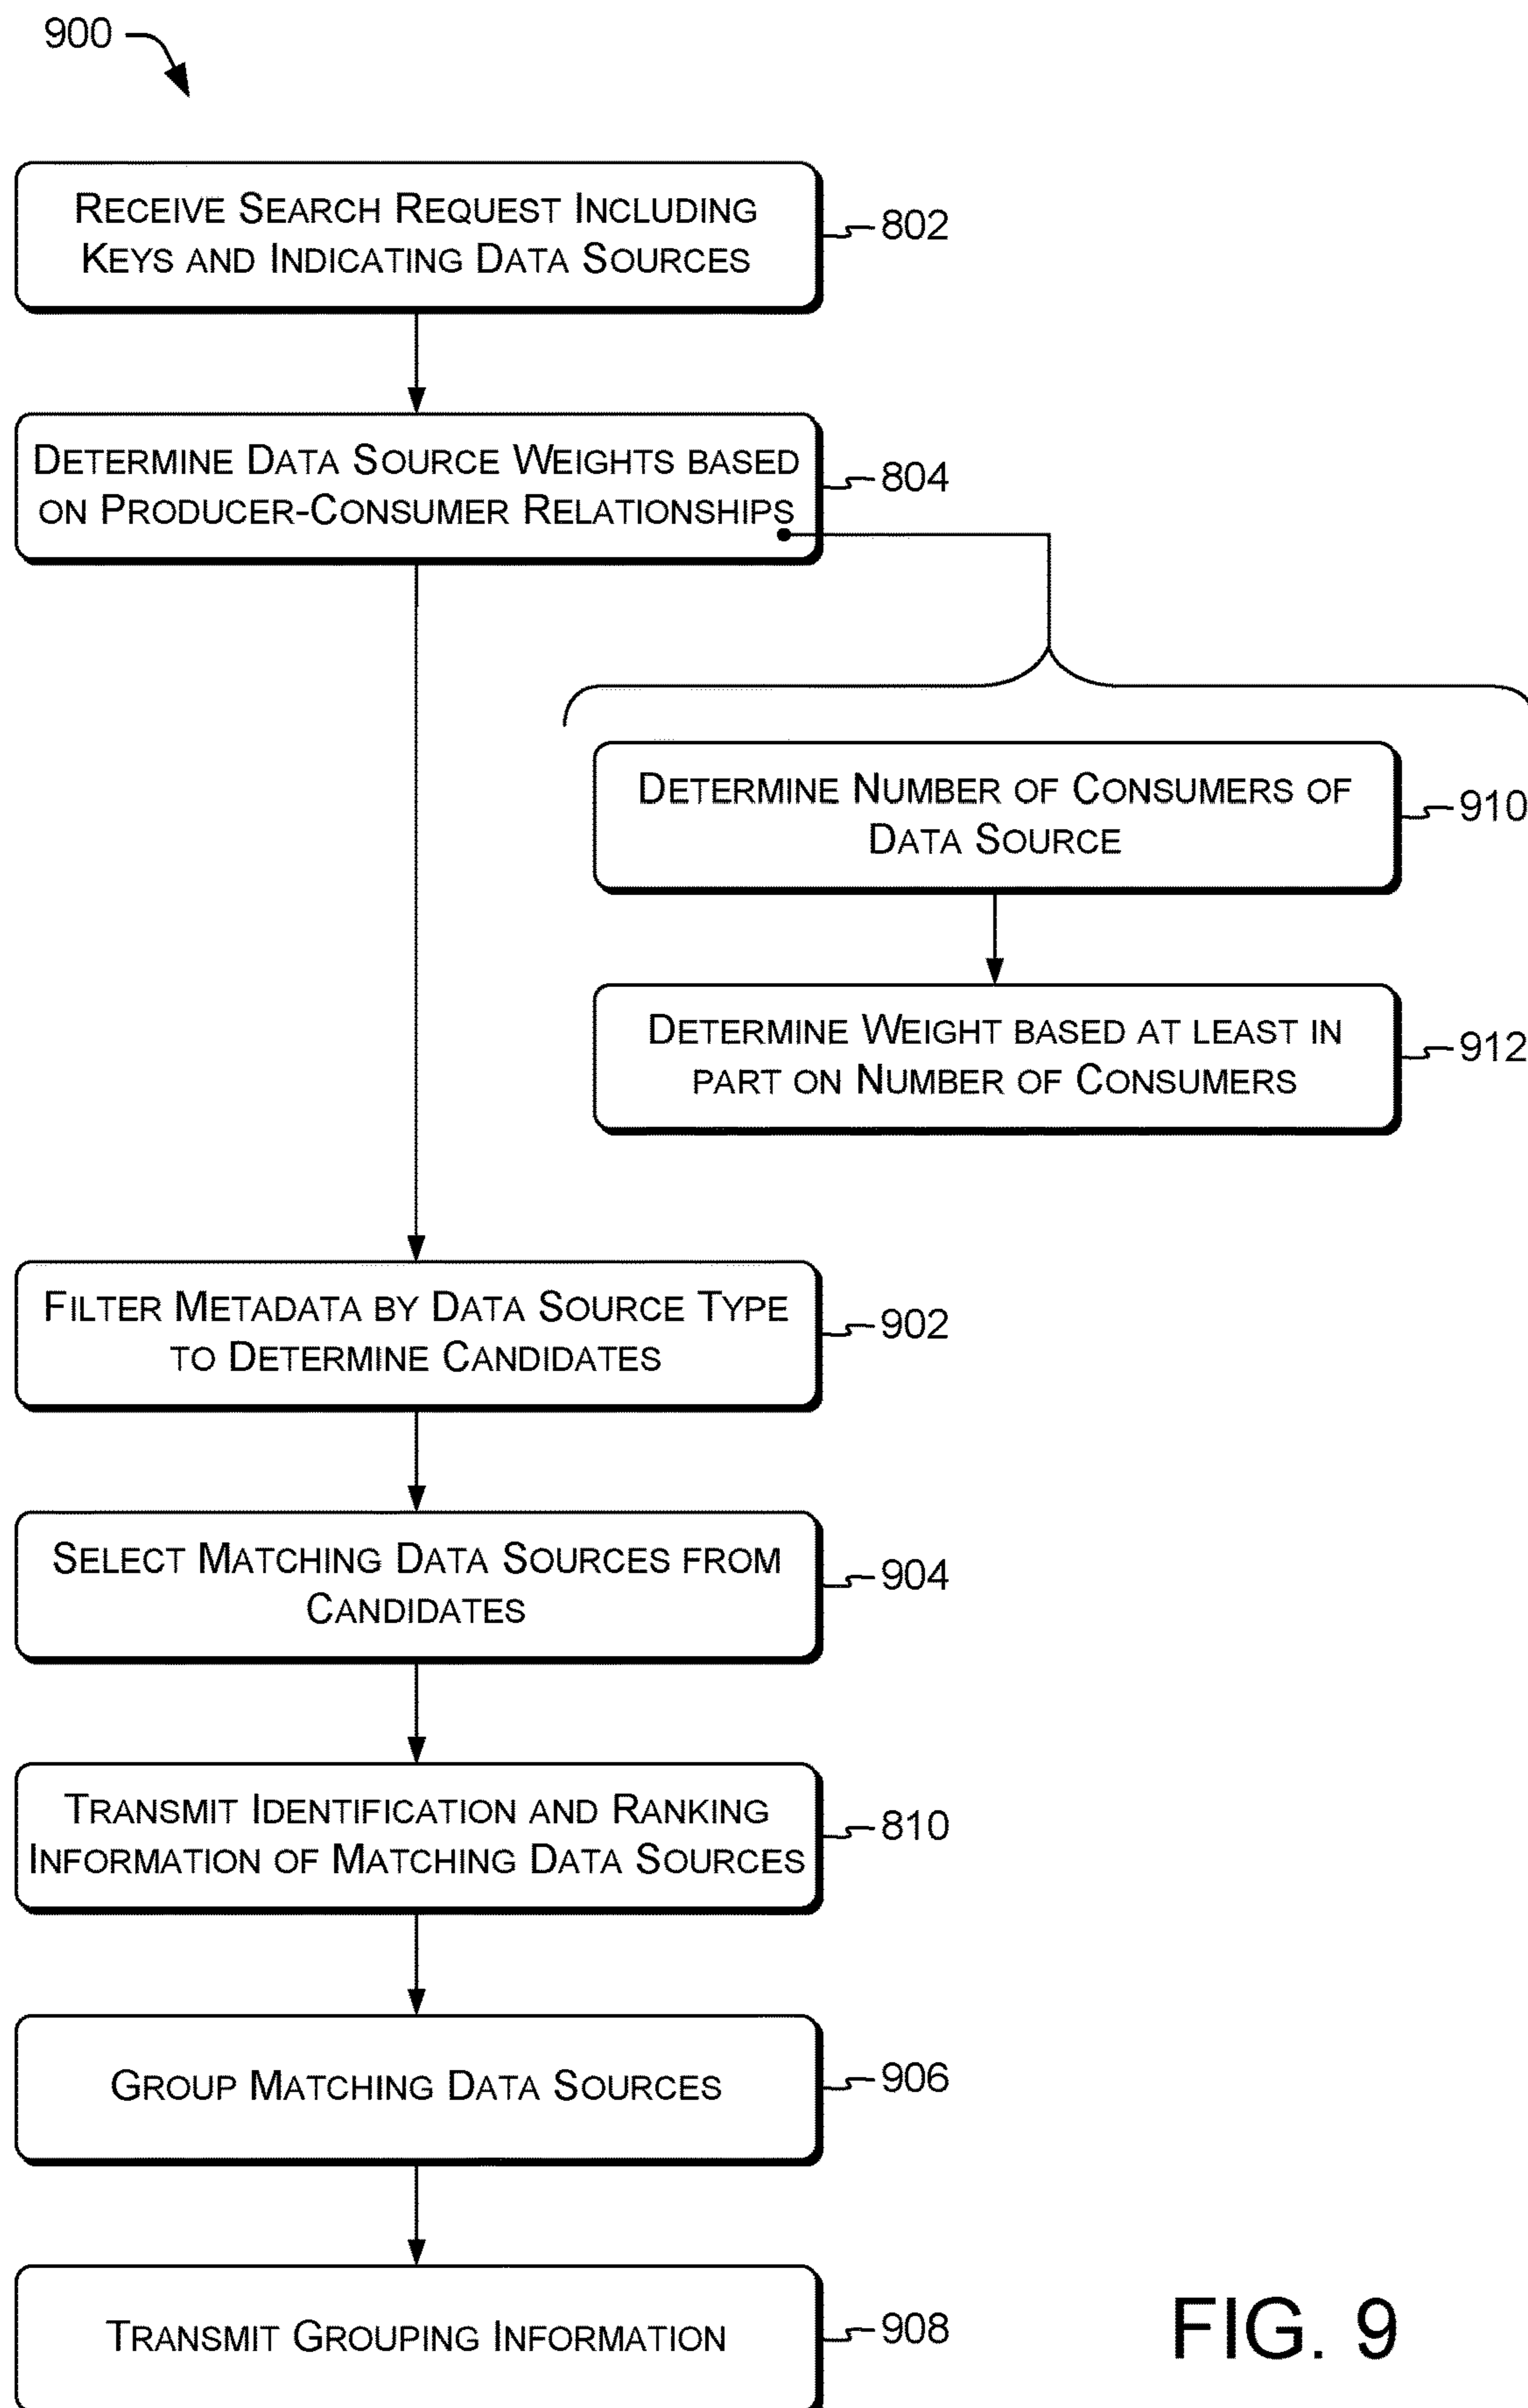 900
RECEIVE SEARCH REQUEST INCLUDING
KEYS AND INDICATING DATA SOURCES
802
DETERMINE DATA SOURCE WEIGHTS BASED
ON PRODUCER-CONSUMER RELATIONSHIPS
804
DETERMINE NUMBER OF CONSUMERS OF
DATA SOURCE
910
DETERMINE WEIGHT BASED AT LEAST IN
PART ON NUMBER OF CONSUMERS
912
FILTER METADATA BY DATA SOURCE TYPE
TO DETERMINE CANDIDATES
902
SELECT MATCHING DATA SOURCES FROM
CANDIDATES
904
TRANSMIT IDENTIFICATION AND RANKING
INFORMATION OF MATCHING DATA SOURCES
810
GROUP MATCHING DATA SOURCES
906
TRANSMIT GROUPING INFORMATION
908
FIG. 9